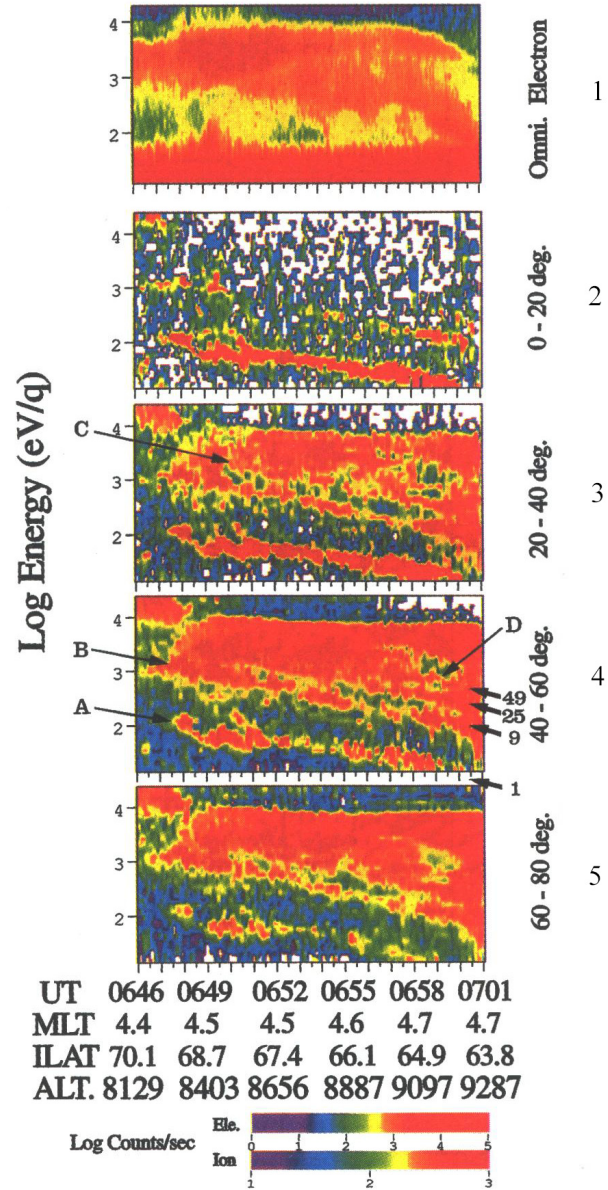 4
3
2
Omni. Electron
1
4
3
2
0 - 20 deg.
2
Log Energy (eV/q)
C
4
3
2
20 - 40 deg.
3
B
A
4
3
2
D
49
25
9
40 - 60 deg.
4
1
4
3
2
60 - 80 deg.
5
UT 0646 0649 0652 0655 0658 0701
MLT 4.4 4.5 4.5 4.6 4.7 4.7
ILAT 70.1 68.7 67.4 66.1 64.9 63.8
ALT. 8129 8403 8656 8887 9097 9287
Log Counts/sec
Ele.
0 1 2 3 4 5
Ion
1 2 3